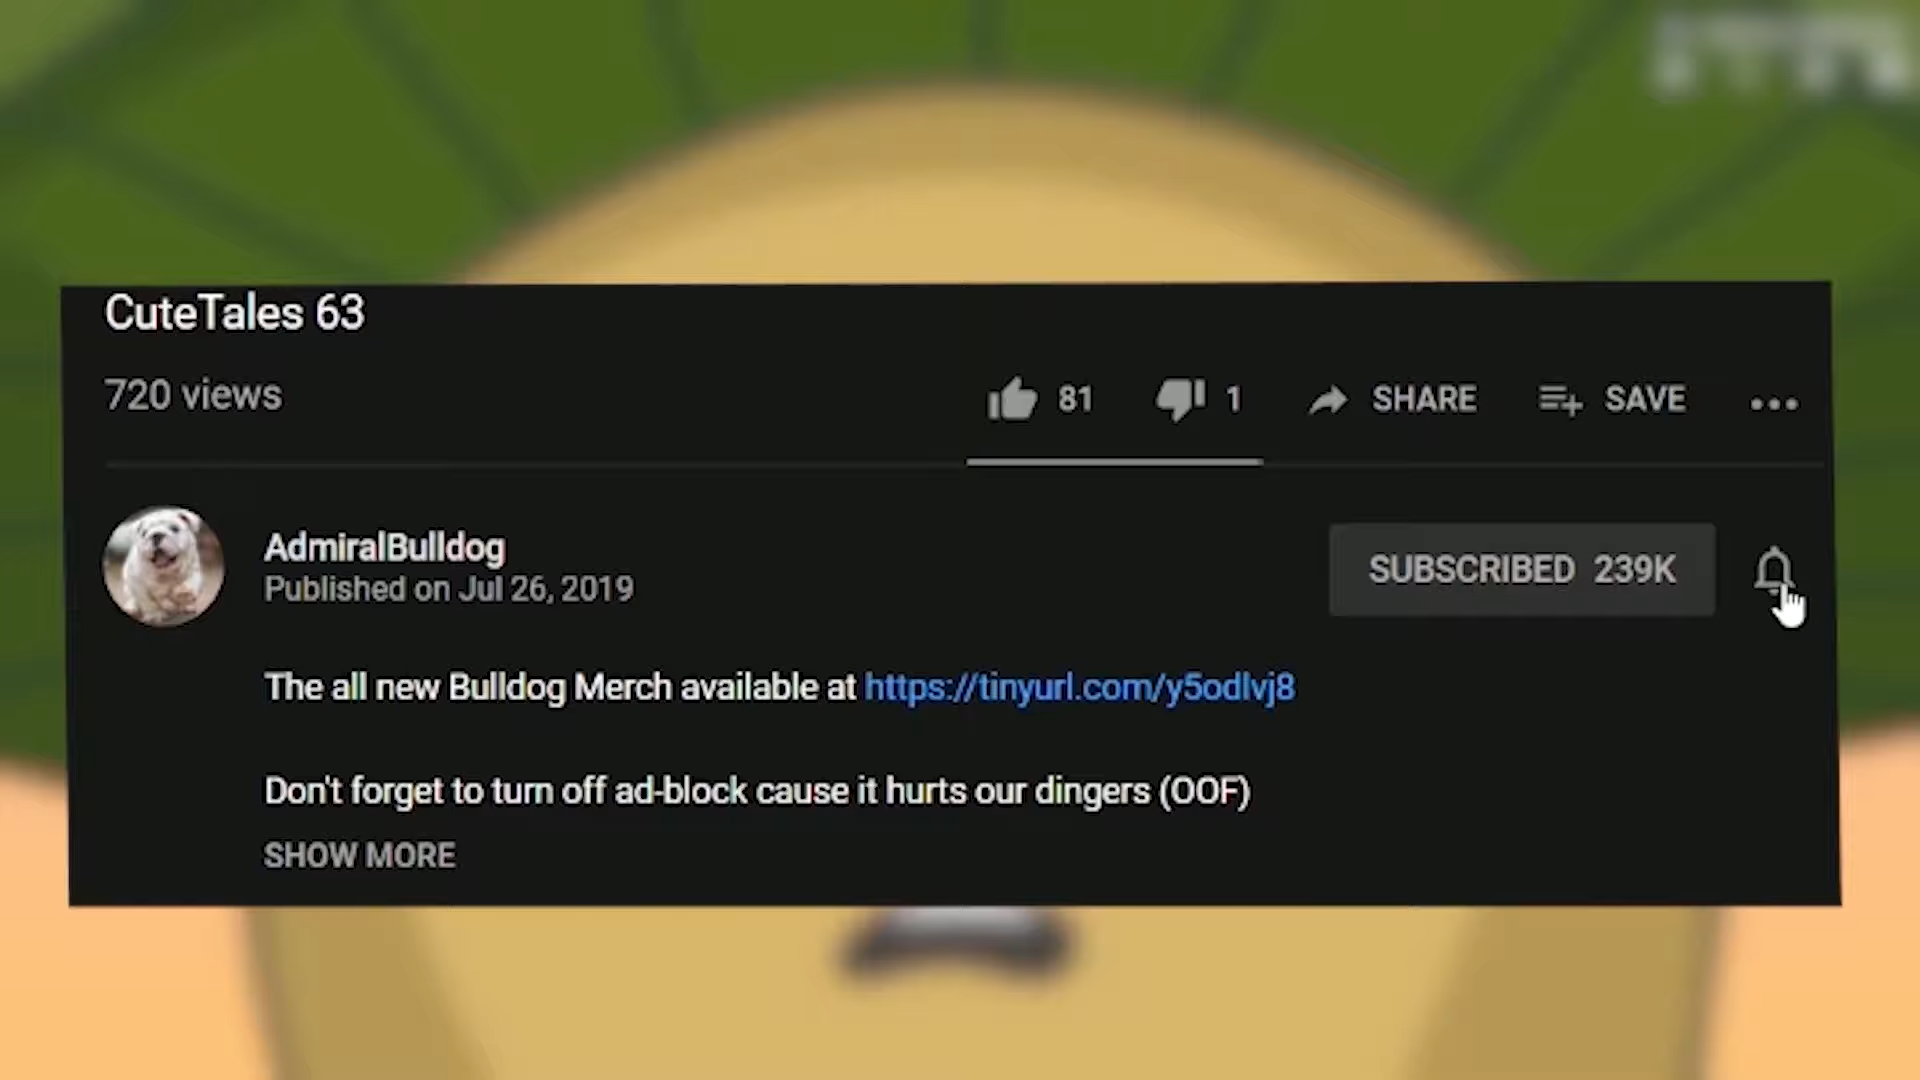 CuteTales 63
720 views
81 1 SHARE SAVE
AdmiralBulldog
Published on Jul 26, 2019
SUBSCRIBED 239K
The all new Bulldog Merch available at https://tinyurl.com/y5odlvj8
Don't forget to turn off ad-block cause it hurts our dingers (OOF)
SHOW MORE